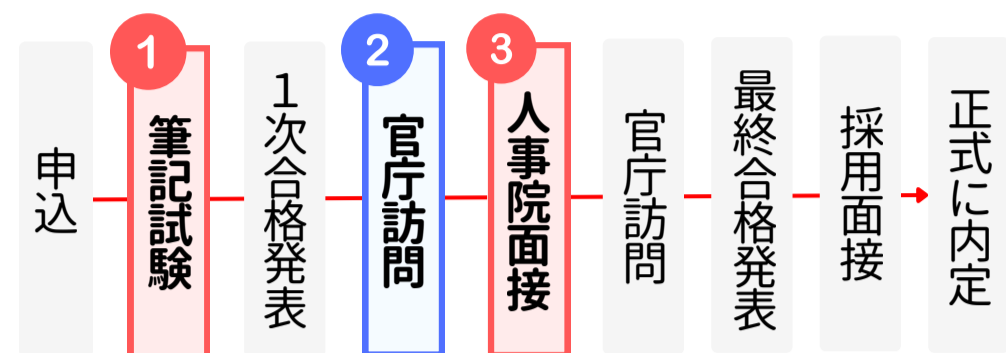 申込
1
筆記試験
1次合格発表
2
官庁訪問
3
人事院面接
官庁訪問
最終合格発表
採用面接
正式に内定